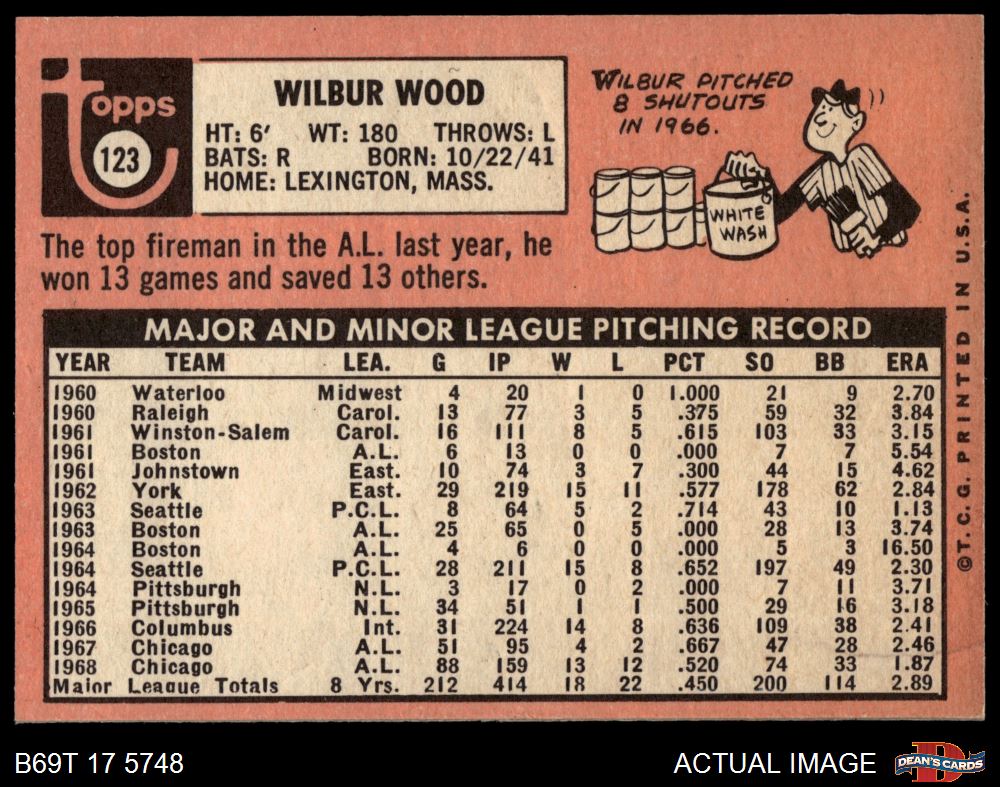 Topps
123
WILBUR WOOD
HT: 6' WT: 180 THROWS: L
BATS: R BORN: 10/22/41
HOME: LEXINGTON, MASS.
WILBUR PITCHED
8 SHUTOUTS
IN 1966.
WHITE
WASH
The top fireman in the A.L. last year, he
won 13 games and saved 13 others.
MAJOR AND MINOR LEAGUE PITCHING RECORD
YEAR TEAM LEA. G IP W L PCT SO BB ERA
1960 Waterloo Midwest 4 20 1 0 1.000 21 9 2.70
1960 Raleigh Carol. 13 77 3 5 .375 59 32 3.84
1961 Winston-Salem Carol. 16 111 8 5 .615 103 33 3.15
1961 Boston A.L. 6 13 0 0 .000 7 7 5.54
1961 Johnstown East. 10 74 3 7 .300 44 15 4.62
1962 York East. 29 219 15 11 .577 178 62 2.84
1963 Seattle P.C.L. 8 64 5 2 .714 43 10 1.13
1963 Boston A.L. 25 65 0 5 .000 28 13 3.74
1964 Boston A.L. 4 6 0 0 .000 5 3 16.50
1964 Seattle P.C.L. 28 211 15 8 .652 197 49 2.30
1964 Pittsburgh N.L. 3 17 0 2 .000 7 11 3.71
1965 Pittsburgh N.L. 34 51 1 1 .500 29 16 3.18
1966 Columbus Int. 31 224 14 8 .636 109 38 2.41
1967 Chicago A.L. 51 95 4 2 .667 47 28 2.46
1968 Chicago A.L. 88 159 13 12 .520 74 33 1.87
Major League Totals 8 Yrs. 212 414 18 22 .450 200 114 2.89
©T.C.G. PRINTED IN U.S.A.
B69T 17 5748
ACTUAL IMAGE
D
DEAN'S CARDS